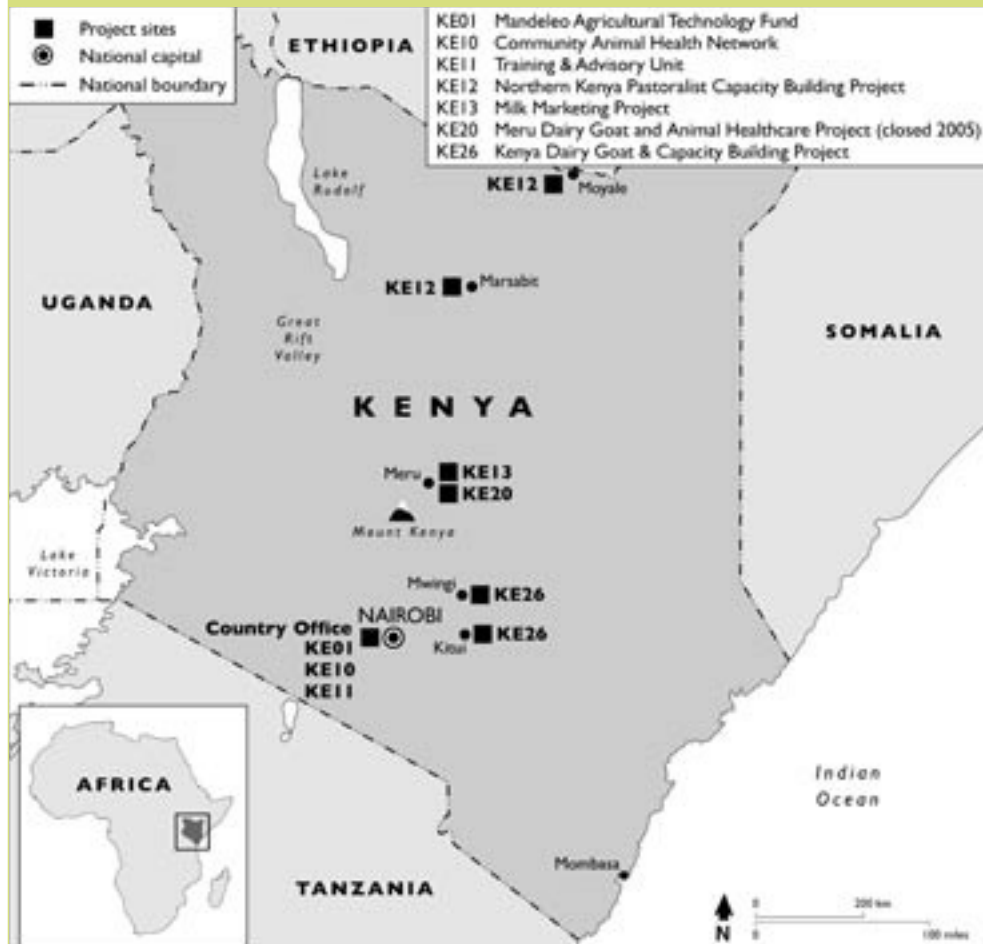 Project sites
National capital
National boundary
KE01 Mandeleo Agricultural Technology Fund
KE10 Community Animal Health Network
KE11 Training & Advisory Unit
KE12 Northern Kenya Pastoralist Capacity Building Project
KE13 Milk Marketing Project
KE20 Meru Dairy Goat and Animal Healthcare Project (closed 2005)
KE26 Kenya Dairy Goat & Capacity Building Project
ETHIOPIA
Lake
Rudolf
KE12
Moyale
KE12
Marsabit
UGANDA
Great
Rift
Valley
SOMALIA
KENYA
Meru
KE13
KE20
Mount Kenya
Lake
Victoria
Mwingi
KE26
NAIROBI
Country Office
KE01
KE10
KE11
Kitui
KE26
AFRICA
Indian
Ocean
Mombasa
TANZANIA
N
0 200 km
0 100 miles